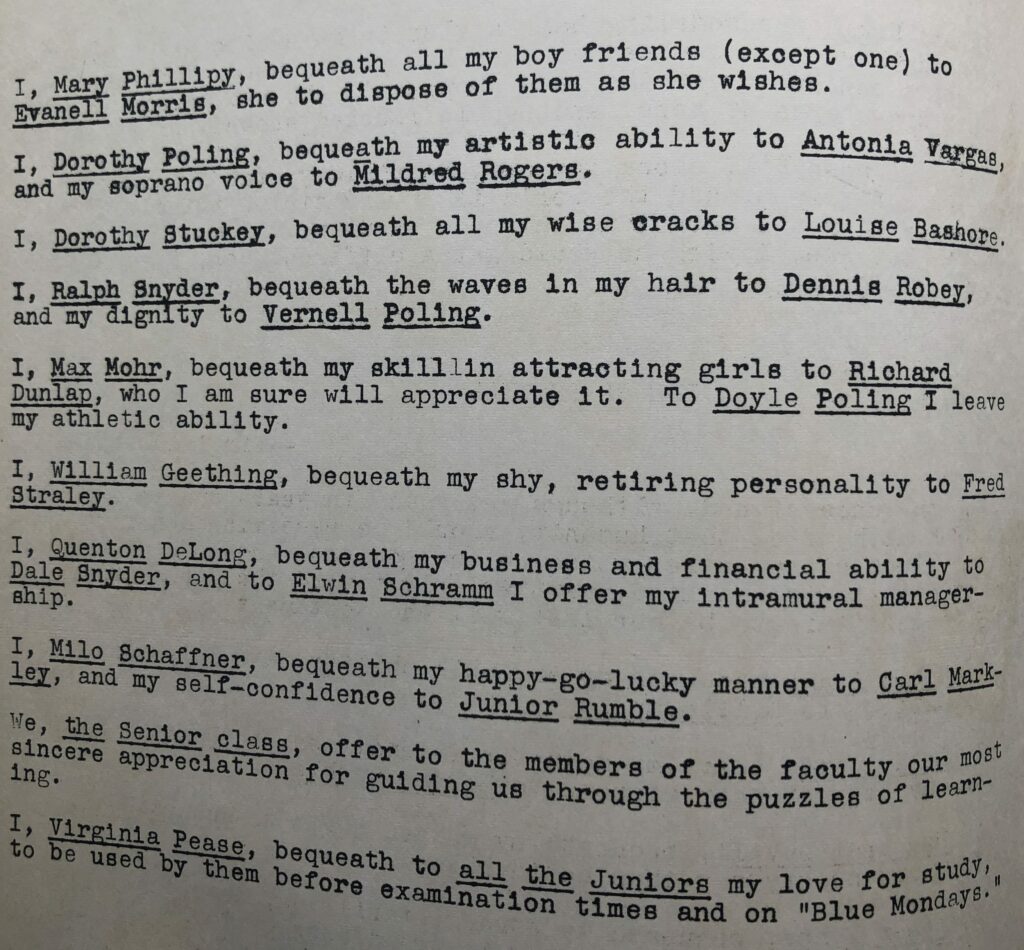 I, Mary Phillipy, bequeath all my boy friends (except one) to
Evanell Morris, she to dispose of them as she wishes.
I, Dorothy Poling, bequeath my artistic ability to Antonia Vargas,
and my soprano voice to Mildred Rogers.
I, Dorothy Stuckey, bequeath all my wise cracks to Louise Bashore.
I, Ralph Snyder, bequeath the waves in my hair to Dennis Robey,
and my dignity to Vernell Poling.
I, Max Mohr, bequeath my skilllin attracting girls to Richard
Dunlap, who I am sure will appreciate it. To Doyle Poling I leave
my athletic ability.
I, William Geething, bequeath my shy, retiring personality to Fred
Straley.
I, Quenton DeLong, bequeath my business and financial ability to
Dale Snyder, and to Elwin Schramm I offer my intramural manager-
ship.
I, Milo Schaffner, bequeath my happy-go-lucky manner to Carl Mark-
ley, and my self-confidence to Junior Rumble.
We, the Senior class, offer to the members of the faculty our most
sincere appreciation for guiding us through the puzzles of learn-
ing.
I, Virginia Pease, bequeath to all the Juniors my love for study,
to be used by them before examination times and on "Blue Mondays."